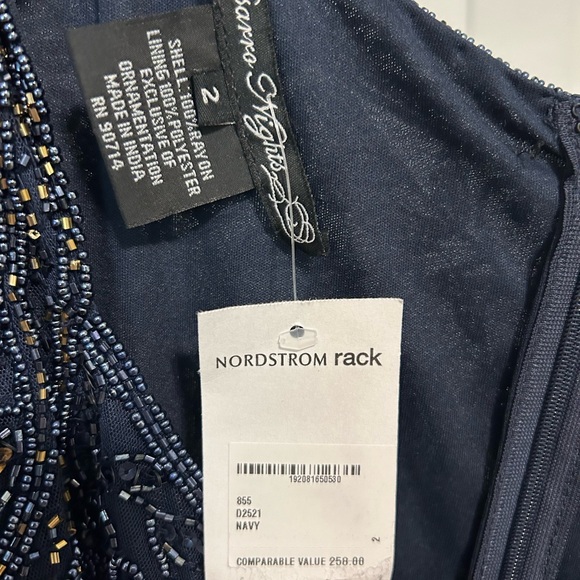 Nights
2
SHELL: 100% RAYON
LINING 100% POLYESTER
EXCLUSIVE OF
ORNAMENTATION
MADE IN INDIA
RN 90714
NORDSTROM rack
192081650530
855
D2521
NAVY
2
COMPARABLE VALUE 258.00